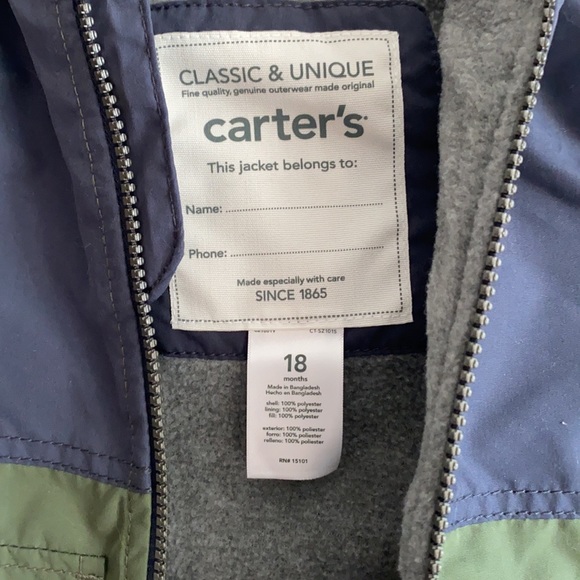 CLASSIC & UNIQUE
Fine quality, genuine outerwear made original
carter's
This jacket belongs to:
Name:
Phone:
Made especially with care
SINCE 1865
18
months
Made in Bangladesh
Hecho en Bangladesh
shell: 100% polyester
lining: 100% polyester
fill: 100% polyester
exterior: 100% poliester
forro: 100% poliester
relleno: 100% poliester
RN# 15101